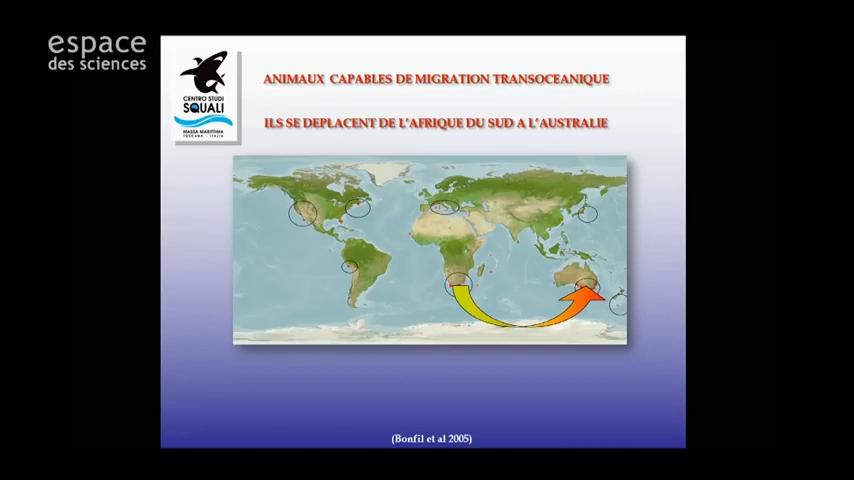 espace
des sciences
CENTRO STUDI
SQUALI
MASSA MARITTIMA
TOSCANA - ITALIA
ANIMAUX CAPABLES DE MIGRATION TRANSOCEANIQUE
ILS SE DEPLACENT DE L'AFRIQUE DU SUD A L'AUSTRALIE
(Bonfil et al 2005)